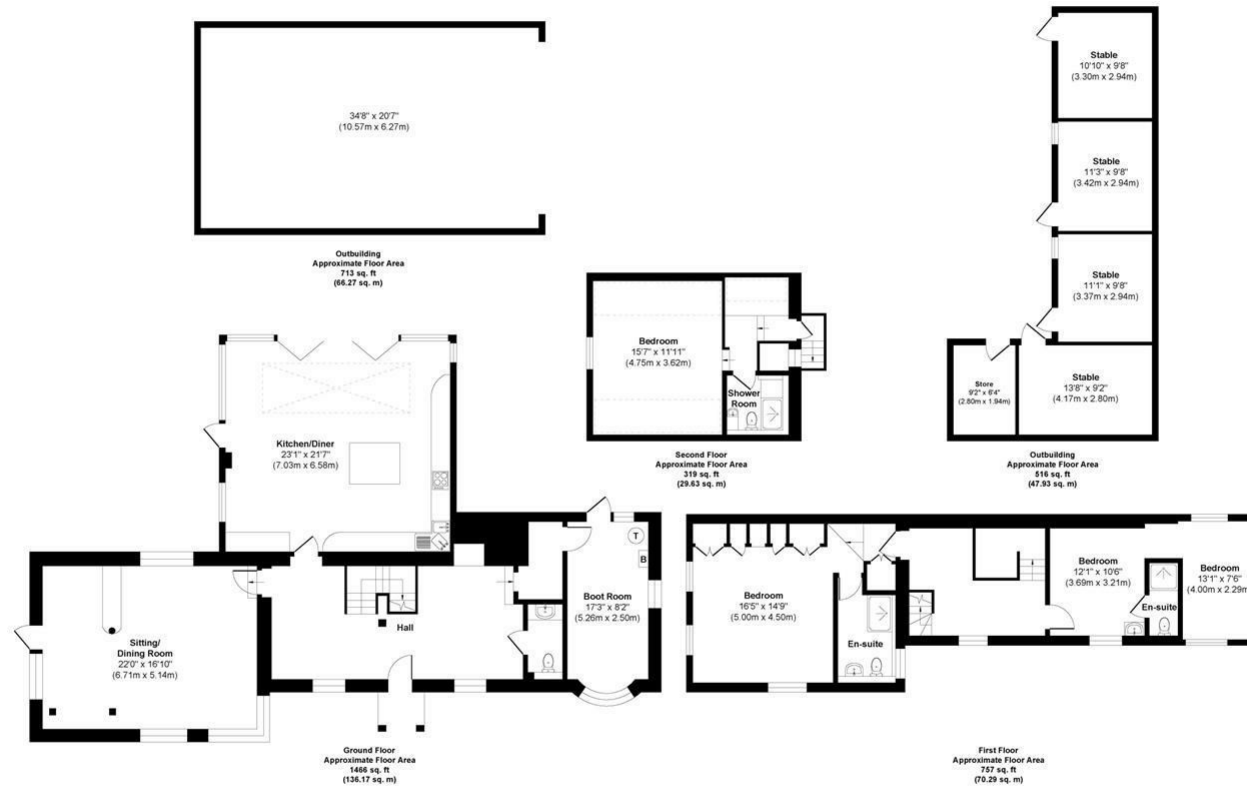 34'8" x 20'7"
(10.57m x 6.27m)
Outbuilding
Approximate Floor Area
713 sq. ft
(66.27 sq. m)
Stable
10'10" x 9'8"
(3.30m x 2.94m)
Stable
11'3" x 9'8"
(3.42m x 2.94m)
Stable
11'1" x 9'8"
(3.37m x 2.94m)
Stable
13'8" x 9'2"
(4.17m x 2.80m)
Store
9'2" x 6'4"
(2.80m x 1.94m)
Outbuilding
Approximate Floor Area
516 sq. ft
(47.93 sq. m)
Bedroom
15'7" x 11'11"
(4.75m x 3.62m)
Shower
Room
Second Floor
Approximate Floor Area
319 sq. ft
(29.63 sq. m)
Kitchen/Diner
23'1" x 21'7"
(7.03m x 6.58m)
Sitting/
Dining Room
22'0" x 16'10"
(6.71m x 5.14m)
Hall
T
B
Boot Room
17'3" x 8'2"
(5.26m x 2.50m)
Ground Floor
Approximate Floor Area
1466 sq. ft
(136.17 sq. m)
Bedroom
16'5" x 14'9"
(5.00m x 4.50m)
En-suite
Bedroom
12'1" x 10'6"
(3.69m x 3.21m)
En-suite
Bedroom
13'1" x 7'6"
(4.00m x 2.29m
First Floor
Approximate Floor Area
757 sq. ft
(70.29 sq. m)